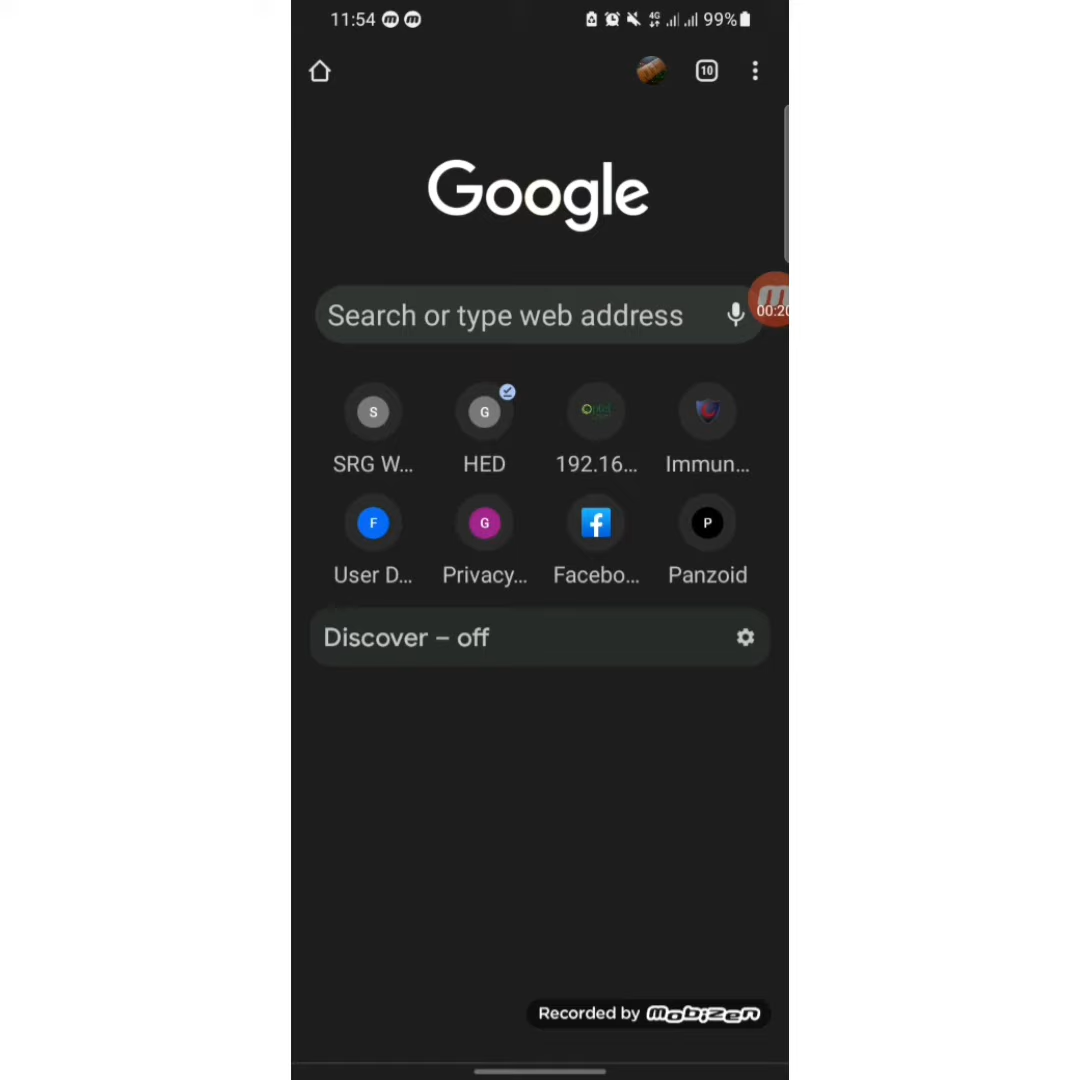 11:54
4G 99%
10
Google
Search or type web address
00:20
S G
SRG W... HED 192.16... Immun...
F G f P
User D... Privacy... Facebo... Panzoid
Discover – off
Recorded by mobizen